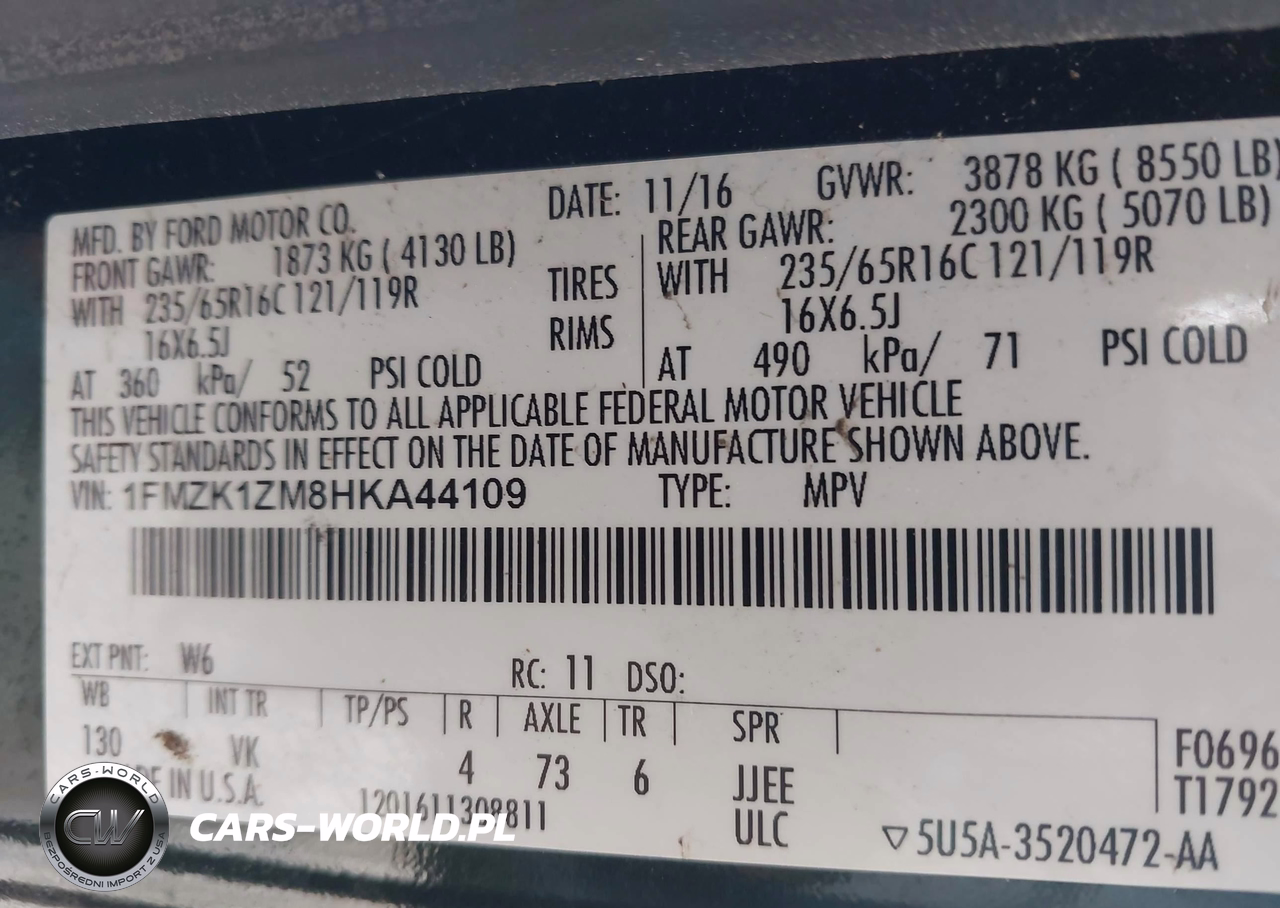 MFD. BY FORD MOTOR CO. DATE: 11/16 GVWR: 3878 KG ( 8550 LB)
FRONT GAWR: 1873 KG ( 4130 LB) REAR GAWR: 2300 KG ( 5070 LB)
WITH 235/65R16C 121/119R TIRES WITH 235/65R16C 121/119R
16X6.5J RIMS 16X6.5J
AT 360 kPa/ 52 PSI COLD AT 490 kPa/ 71 PSI COLD
THIS VEHICLE CONFORMS TO ALL APPLICABLE FEDERAL MOTOR VEHICLE
SAFETY STANDARDS IN EFFECT ON THE DATE OF MANUFACTURE SHOWN ABOVE.
VIN: 1FMZK1ZM8HKA44109 TYPE: MPV
EXT PNT: W6 RC: 11 DSO:
WB INT TR TP/PS R AXLE TR SPR
130 VK 4 73 6 JJEE F0696
IN U.S.A. 1201611308811 ULC T1792
▽5U5A-3520472-AA
CARS-WORLD
CW
BEZPOŚREDNI IMPORT Z USA
CARS-WORLD.PL